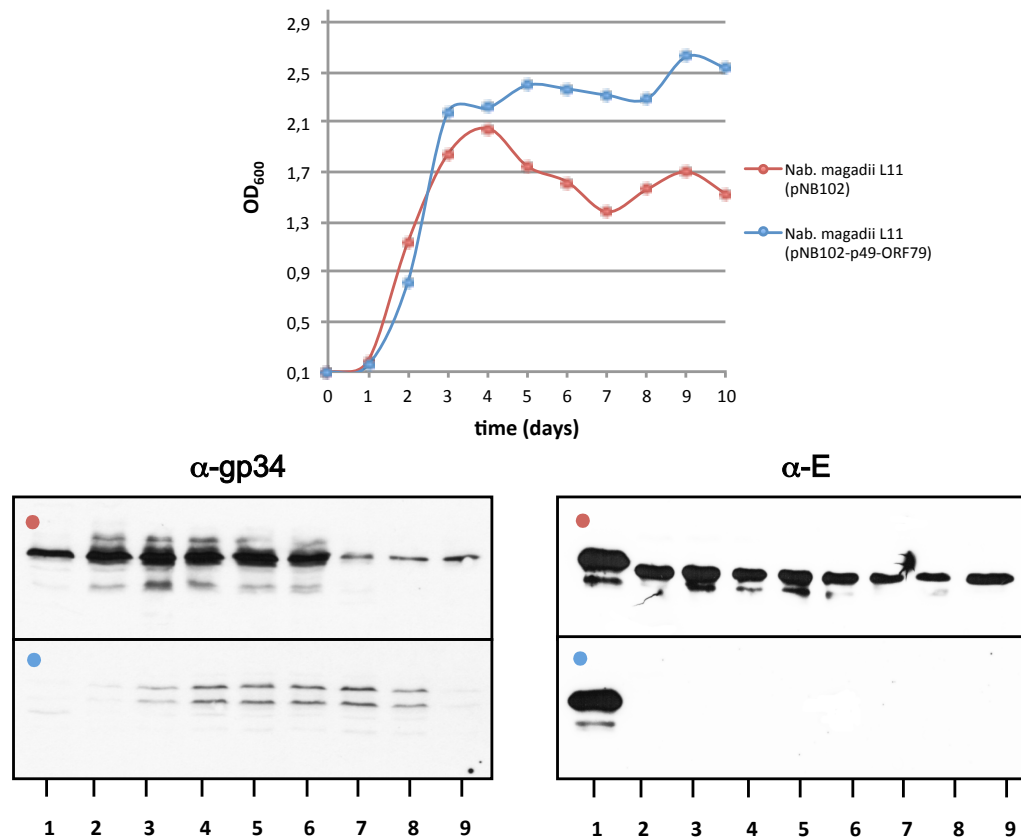 2,9
2,5
2,1
1,7
1,3
0,9
0,5
0,1
OD600
0 1 2 3 4 5 6 7 8 9 10
time (days)
Nab. magadii L11
(pNB102)
Nab. magadii L11
(pNB102-p49-ORF79)
α-gp34
α-E
1 2 3 4 5 6 7 8 9
1 2 3 4 5 6 7 8 9